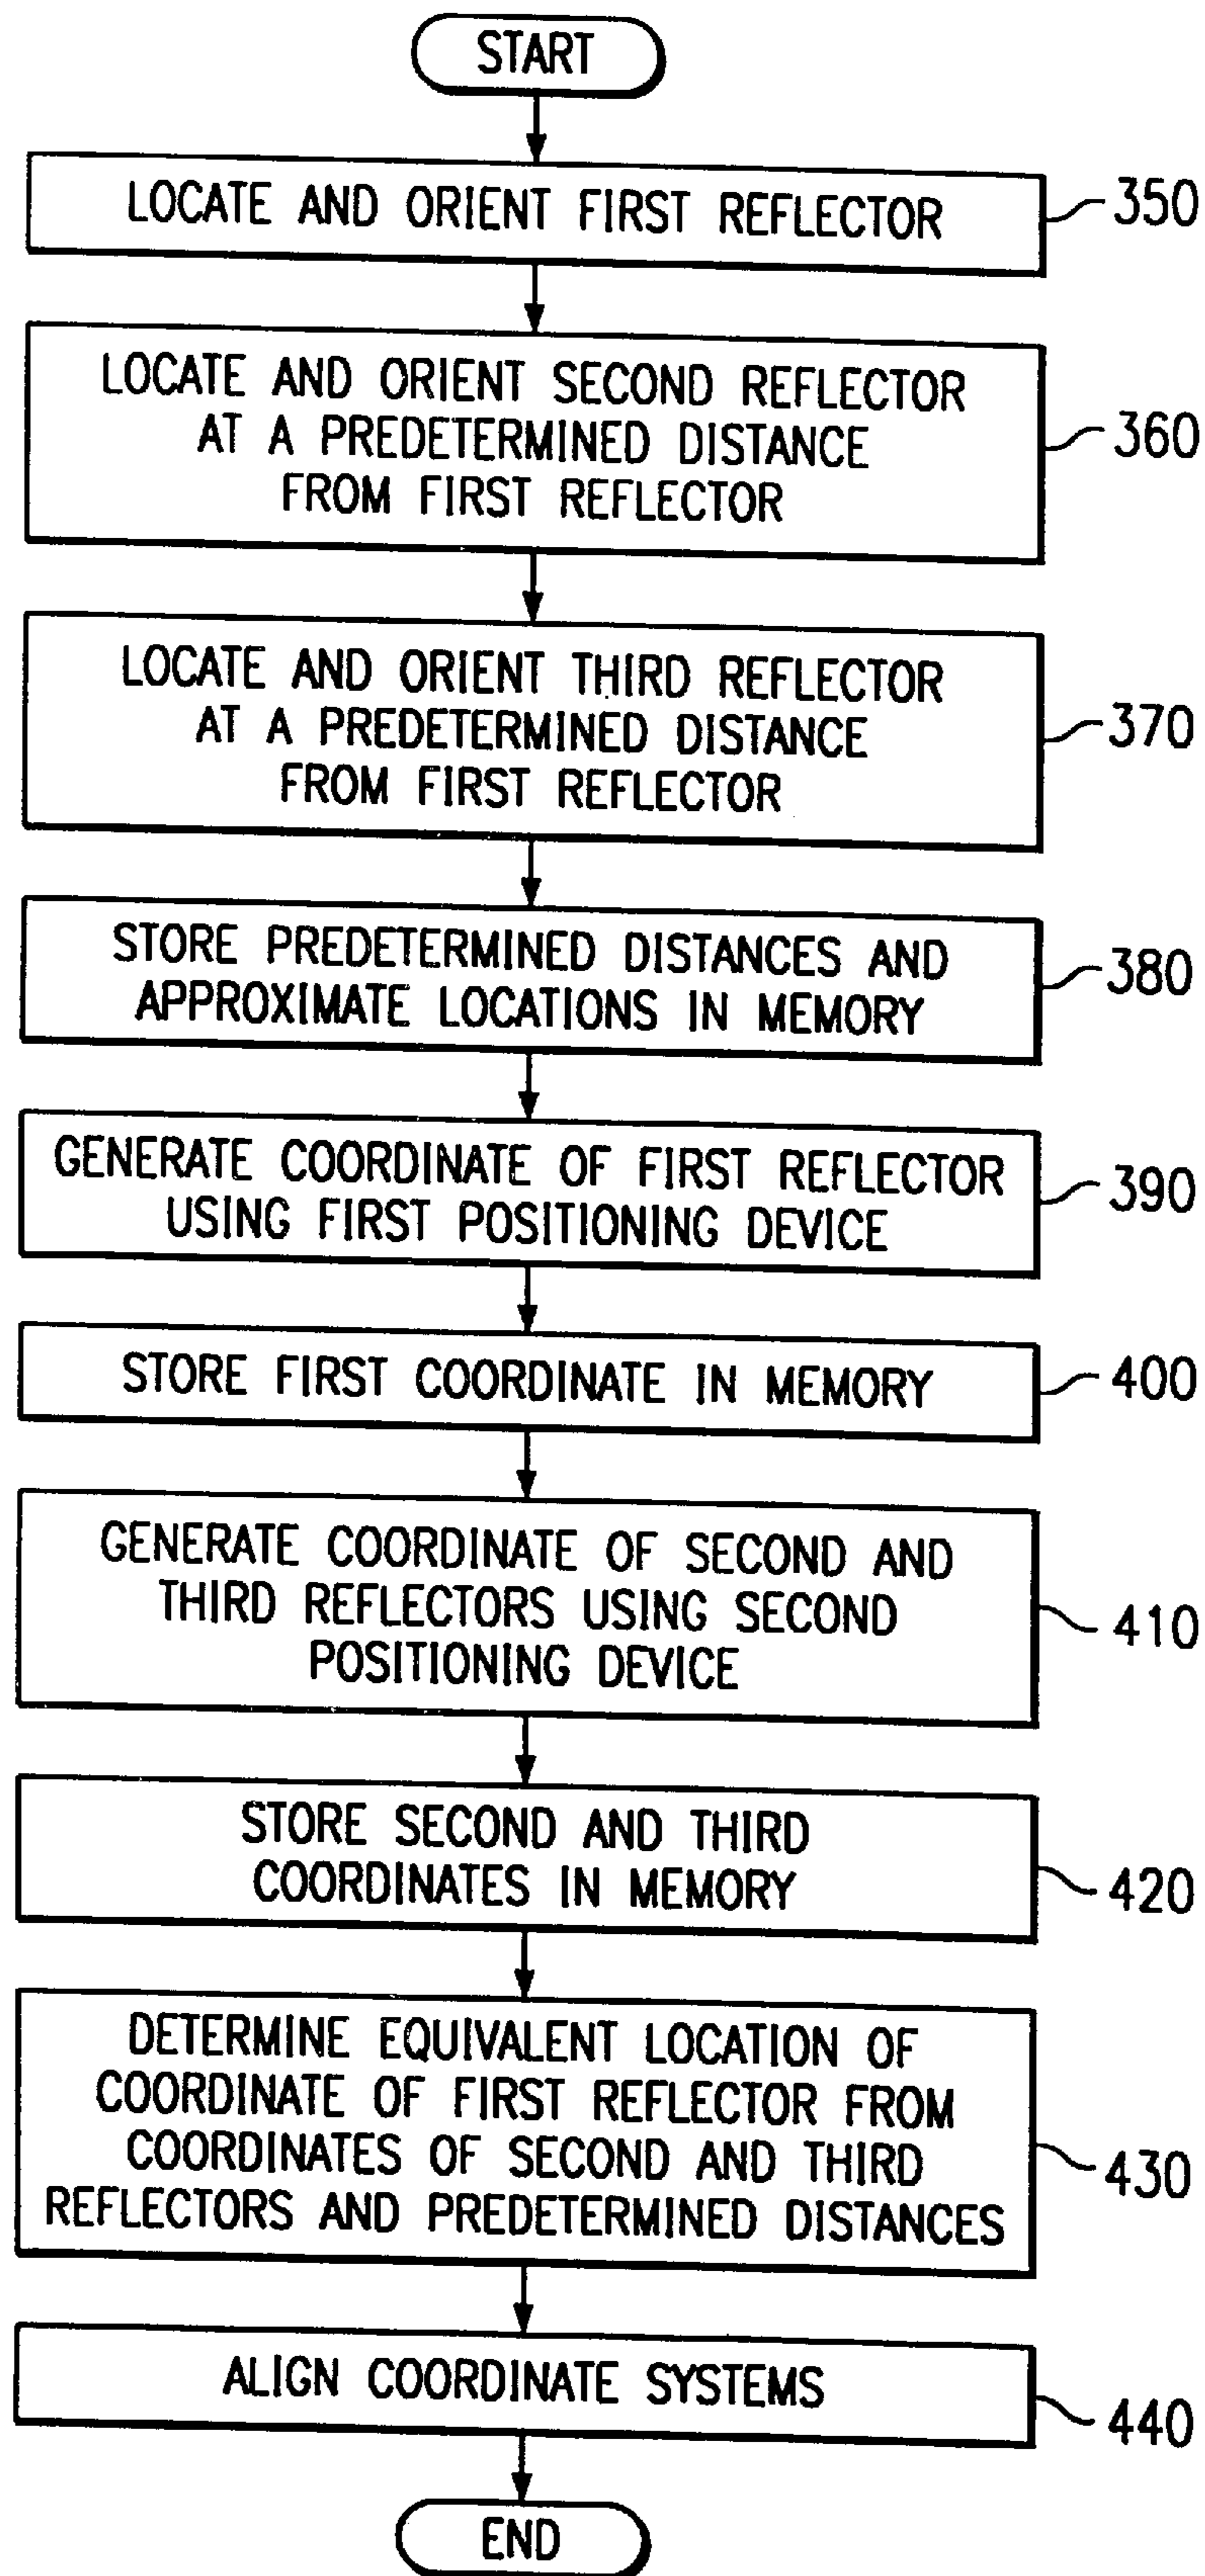 START
LOCATE AND ORIENT FIRST REFLECTOR
350
LOCATE AND ORIENT SECOND REFLECTOR
AT A PREDETERMINED DISTANCE
FROM FIRST REFLECTOR
360
LOCATE AND ORIENT THIRD REFLECTOR
AT A PREDETERMINED DISTANCE
FROM FIRST REFLECTOR
370
STORE PREDETERMINED DISTANCES AND
APPROXIMATE LOCATIONS IN MEMORY
380
GENERATE COORDINATE OF FIRST REFLECTOR
USING FIRST POSITIONING DEVICE
390
STORE FIRST COORDINATE IN MEMORY
400
GENERATE COORDINATE OF SECOND AND
THIRD REFLECTORS USING SECOND
POSITIONING DEVICE
410
STORE SECOND AND THIRD
COORDINATES IN MEMORY
420
DETERMINE EQUIVALENT LOCATION OF
COORDINATE OF FIRST REFLECTOR FROM
COORDINATES OF SECOND AND THIRD
REFLECTORS AND PREDETERMINED DISTANCES
430
ALIGN COORDINATE SYSTEMS
440
END